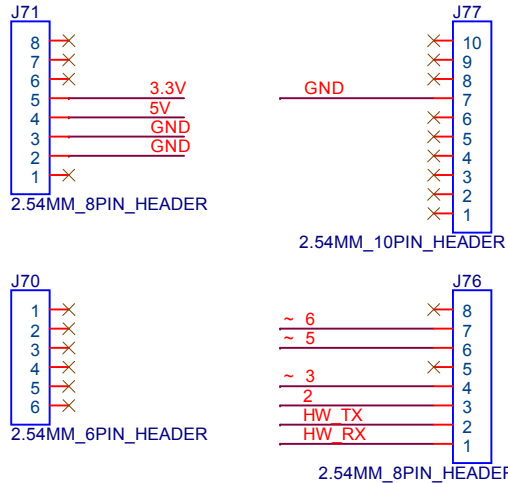 J71
8
7
6
5 3.3V
4 5V
3 GND
2 GND
1
2.54MM_8PIN_HEADER
J77
10
9
8
GND 7
6
5
4
3
2
1
2.54MM_10PIN_HEADER
J70
1
2
3
4
5
6
2.54MM_6PIN_HEADER
J76
8
~ 6 7
~ 5 6
5
~ 3 4
2 3
HW_TX 2
HW_RX 1
2.54MM_8PIN_HEADER